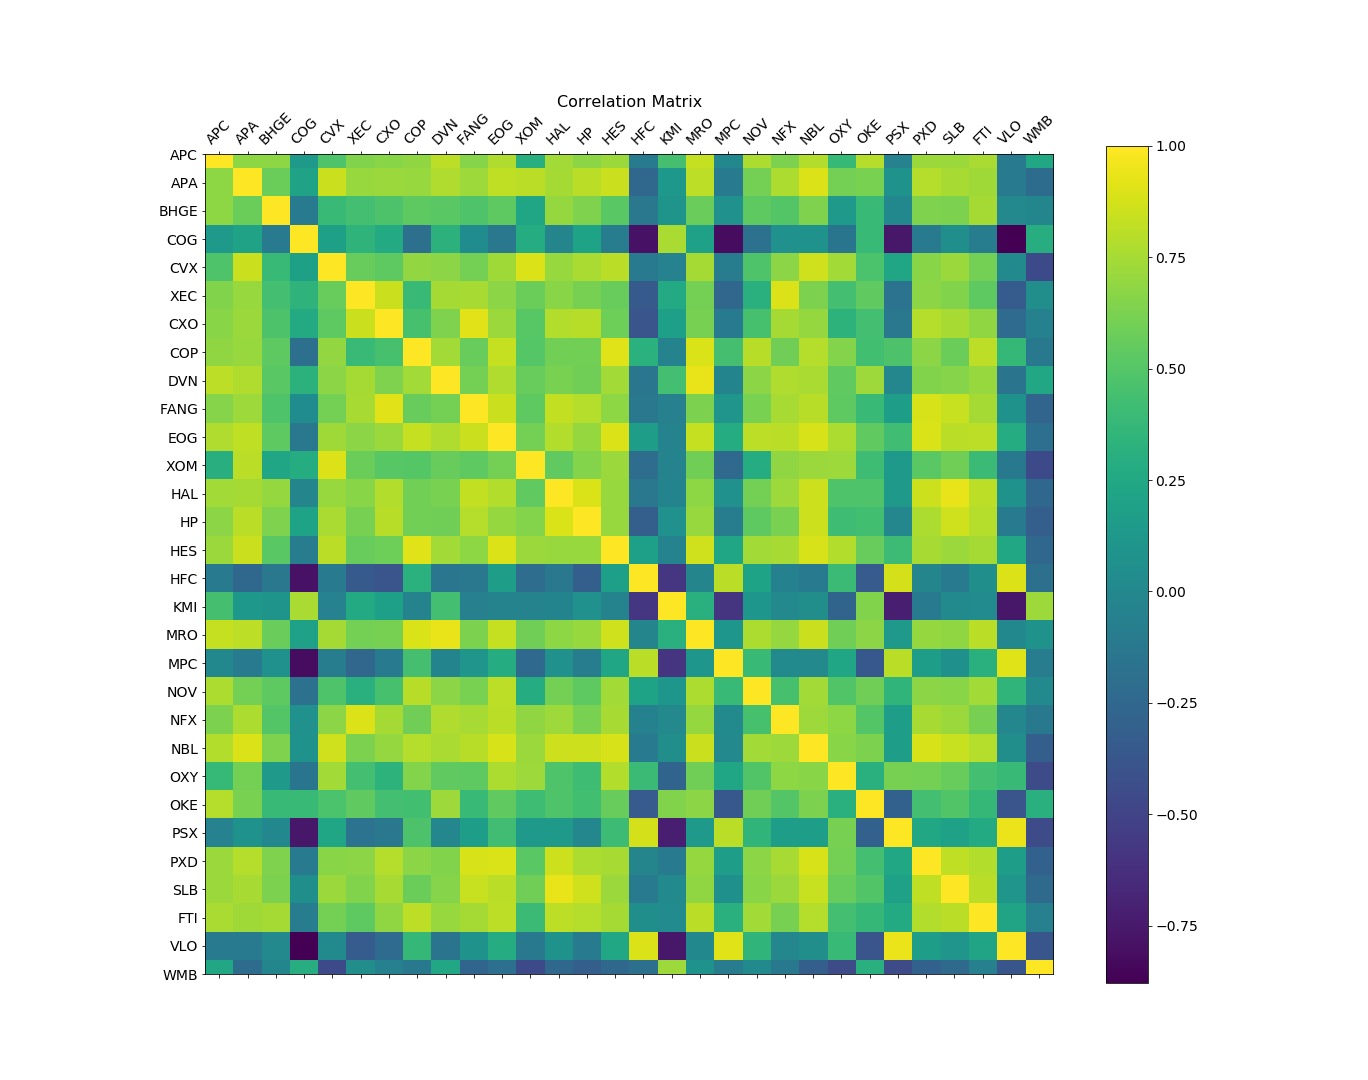 Correlation Matrix
APC APA BHGE COG CVX XEC CXO COP DVN FANG EOG XOM HAL HP HES HFC KMI MRO MPC NOV NFX NBL OXY OKE PSX PXD SLB FTI VLO WMB
APC
APA
BHGE
COG
CVX
XEC
CXO
COP
DVN
FANG
EOG
XOM
HAL
HP
HES
HFC
KMI
MRO
MPC
NOV
NFX
NBL
OXY
OKE
PSX
PXD
SLB
FTI
VLO
WMB
1.00
0.75
0.50
0.25
0.00
−0.25
−0.50
−0.75